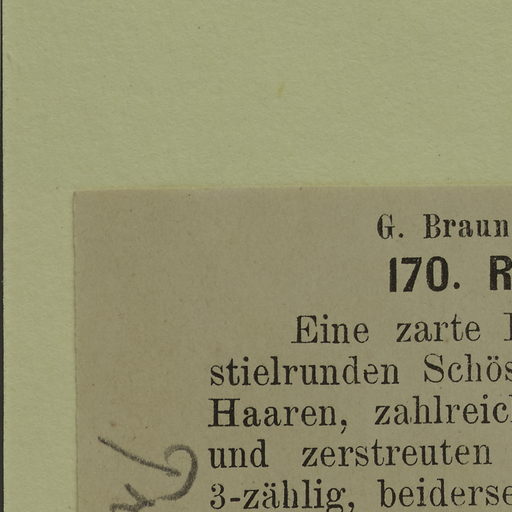 G. Braun
170. R
Eine zarte
stielrunden Schös
Haaren, zahlreich
und zerstreuten
3-zählig, beiderse